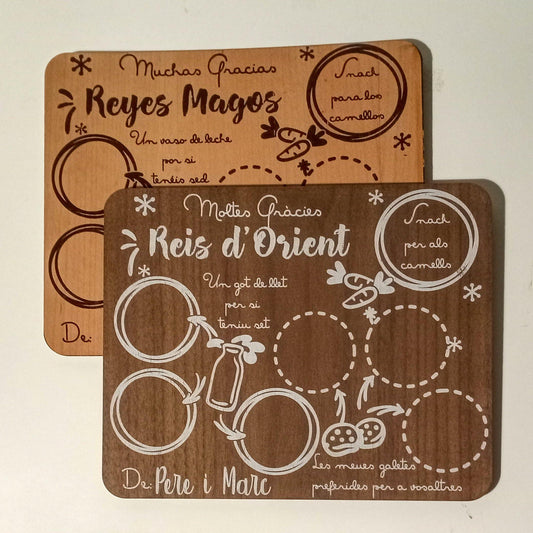 Muchas Gracias
Reyes Magos
Snack
para los
camellos
Un vaso de leche
por si
tenéis sed
De:
Moltes Gràcies
Reis d'Orient
Snack
per als
camells
Un got de llet
per si
teniu set
Les meues galetes
preferides per a vosaltres
De: Pere i Marc